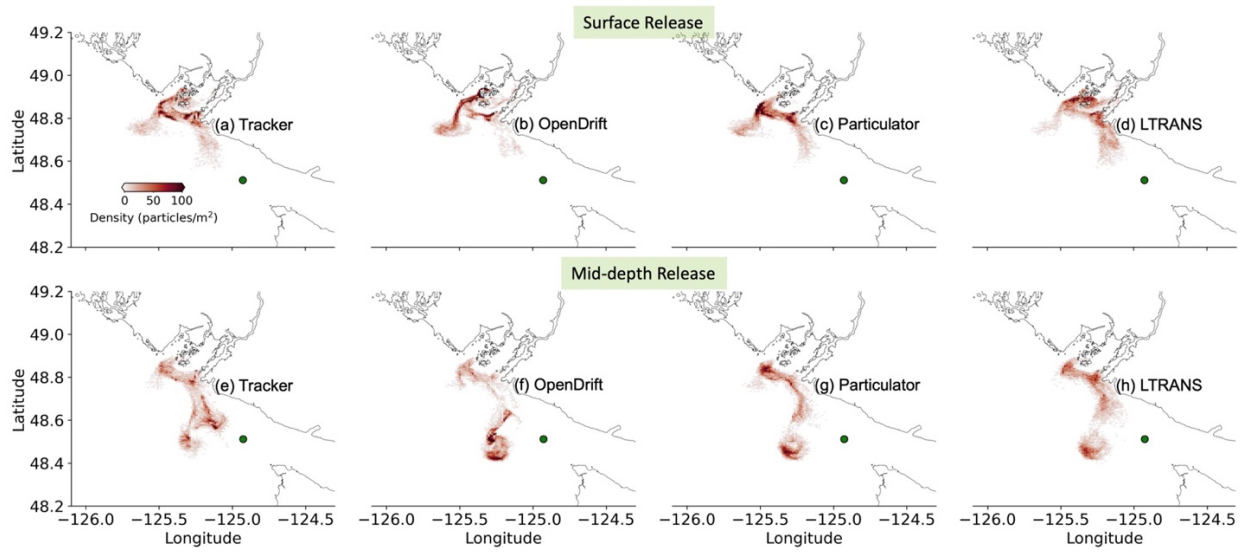 Surface Release
49.2
49.0
48.8
48.6
48.4
48.2
Latitude
(a) Tracker
(b) OpenDrift
(c) Particulator
(d) LTRANS
0 50 100
Density (particles/m²)
Mid-depth Release
49.2
49.0
48.8
48.6
48.4
48.2
Latitude
(e) Tracker
(f) OpenDrift
(g) Particulator
(h) LTRANS
−126.0 −125.5 −125.0 −124.5
−126.0 −125.5 −125.0 −124.5
−126.0 −125.5 −125.0 −124.5
−126.0 −125.5 −125.0 −124.5
Longitude
Longitude
Longitude
Longitude